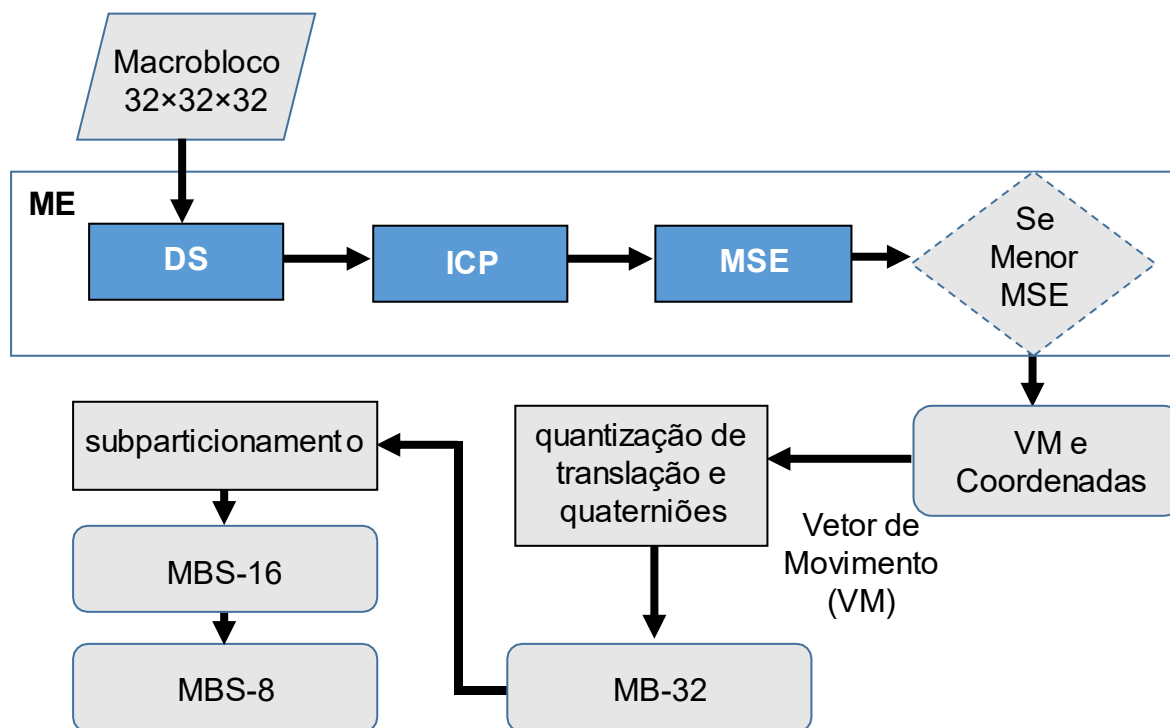 Macrobloco
32×32×32
ME
DS
ICP
MSE
Se
Menor
MSE
VM e
Coordenadas
quantização de
translação e
quaterniões
Vetor de
Movimento
(VM)
MB-32
subparticionamento
MBS-16
MBS-8